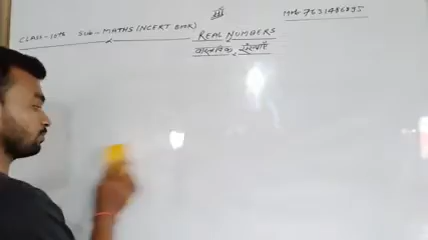 माँ
CLASS-10th SUB-MATHS (NCERT BOOK) REAL NUMBERS
वास्तविक संख्याएँ